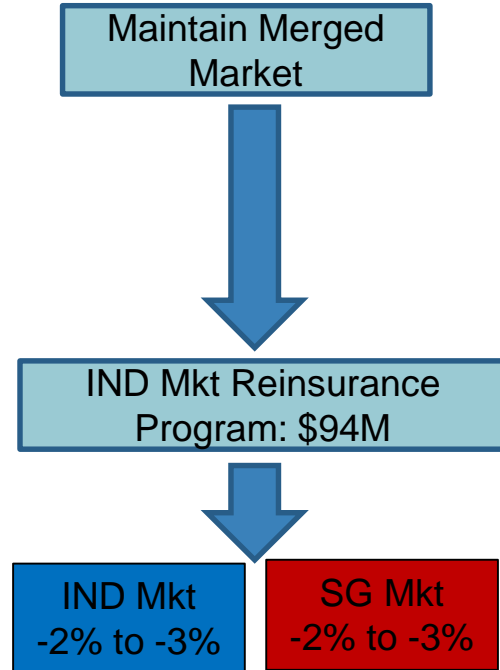 Maintain Merged
Market
IND Mkt Reinsurance
Program: $94M
IND Mkt
-2% to -3%
SG Mkt
-2% to -3%